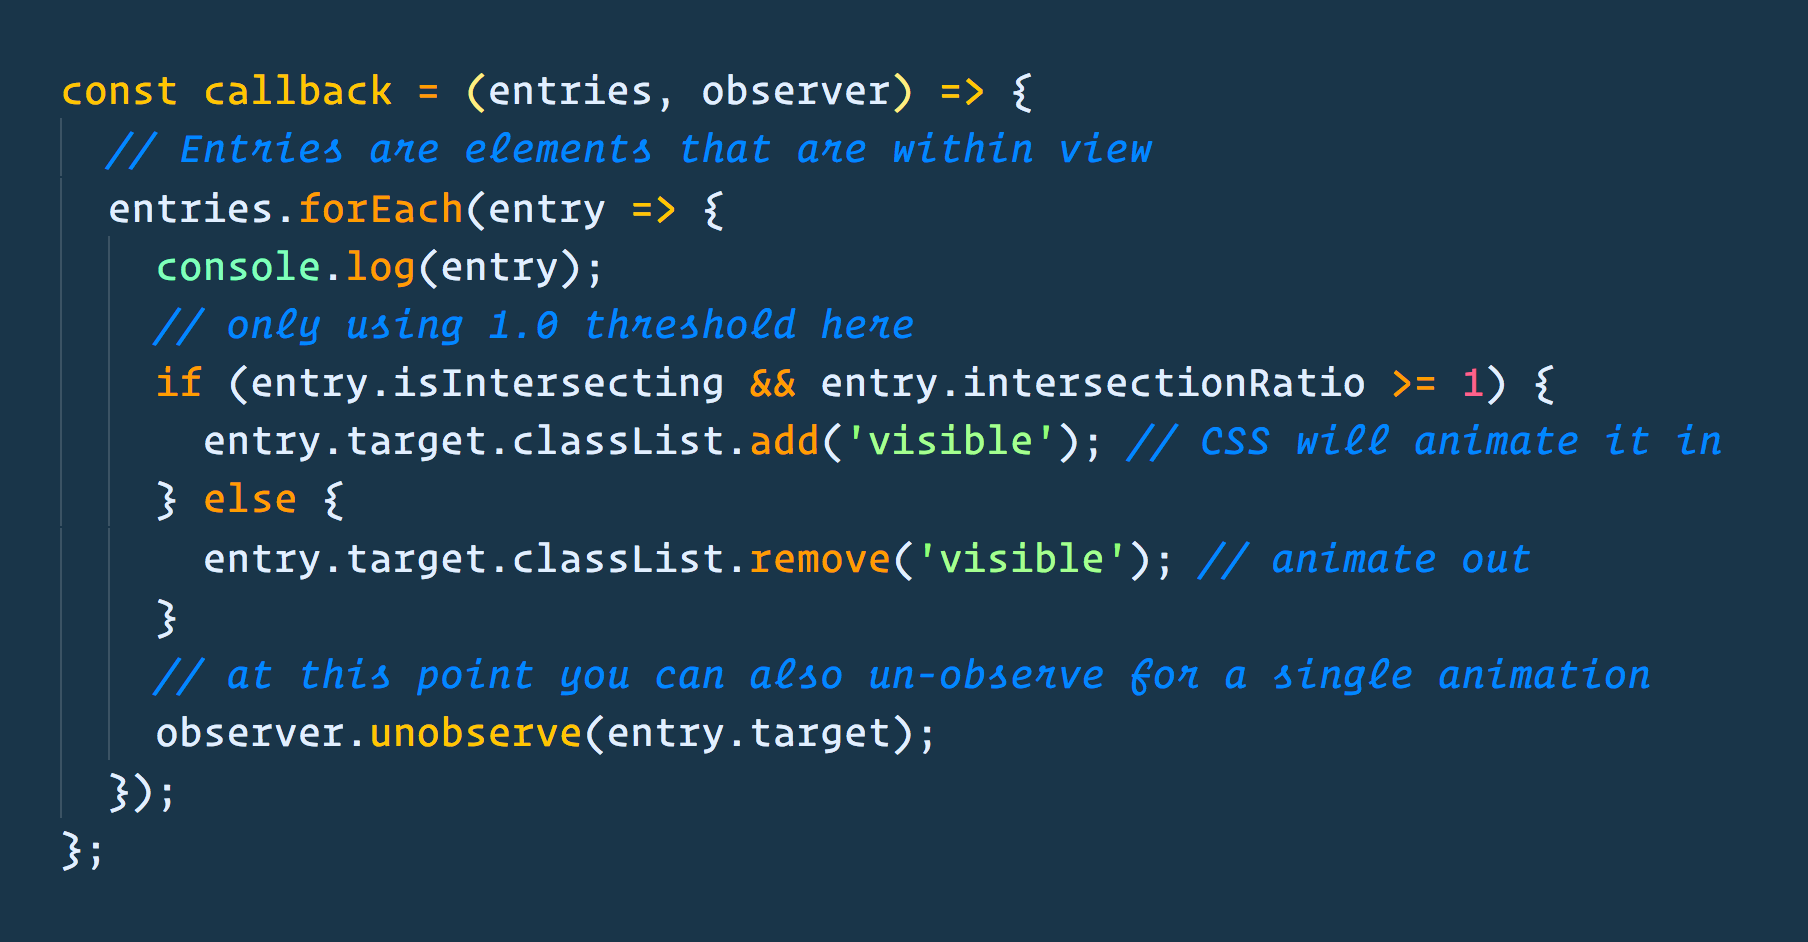 const callback = (entries, observer) => {
  // Entries are elements that are within view
  entries.forEach(entry => {
    console.log(entry);
    // only using 1.0 threshold here
    if (entry.isIntersecting && entry.intersectionRatio >= 1) {
      entry.target.classList.add('visible'); // CSS will animate it in
    } else {
      entry.target.classList.remove('visible'); // animate out
    }
    // at this point you can also un-observe for a single animation
    observer.unobserve(entry.target);
  });
};